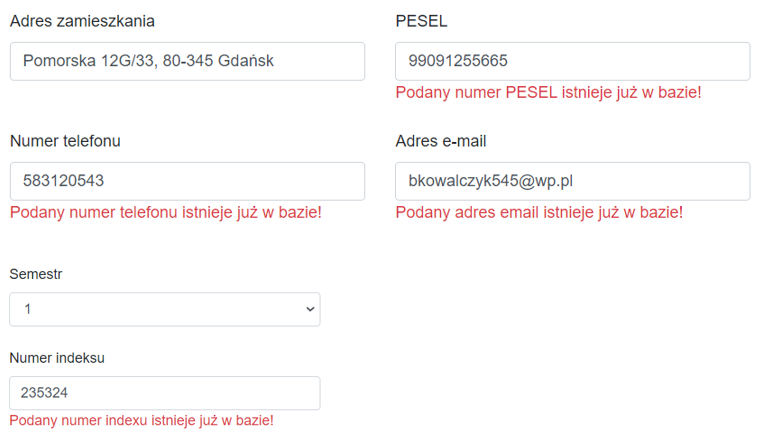 Adres zamieszkania
PESEL
Pomorska 12G/33, 80-345 Gdańsk
99091255665
Podany numer PESEL istnieje już w bazie!
Numer telefonu
Adres e-mail
583120543
bkowalczyk545@wp.pl
Podany numer telefonu istnieje już w bazie!
Podany adres email istnieje już w bazie!
Semestr
1
Numer indeksu
235324
Podany numer indexu istnieje już w bazie!